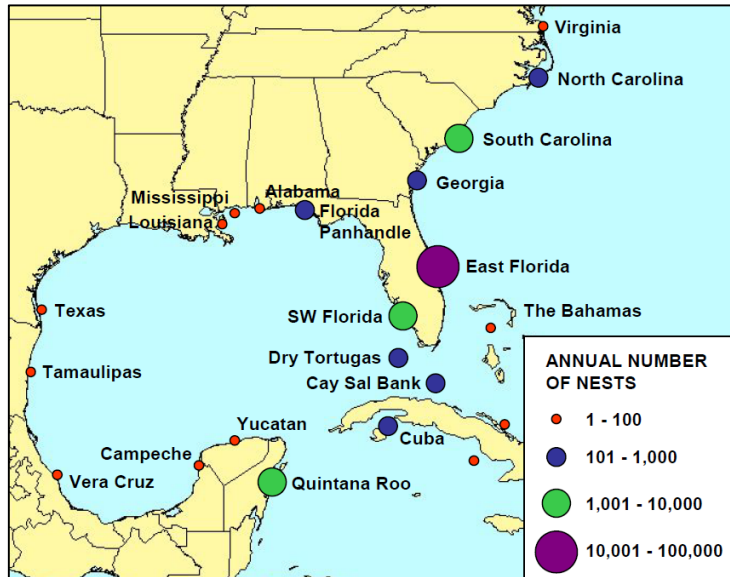 Virginia
North Carolina
South Carolina
Georgia
Mississippi
Alabama
Louisiana
Florida
Panhandle
East Florida
Texas
SW Florida
The Bahamas
Dry Tortugas
Tamaulipas
Cay Sal Bank
Yucatan
Cuba
Campeche
Vera Cruz
Quintana Roo
ANNUAL NUMBER
OF NESTS
1 - 100
101 - 1,000
1,001 - 10,000
10,001 - 100,000